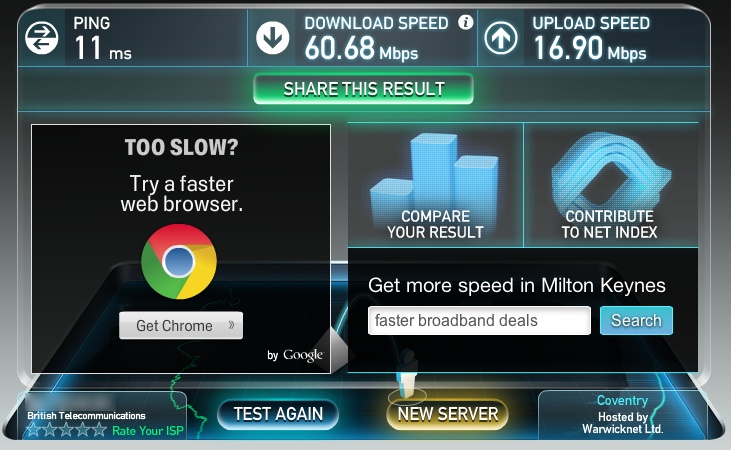 PING
11 ms
DOWNLOAD SPEED
60.68 Mbps
UPLOAD SPEED
16.90 Mbps
SHARE THIS RESULT
TOO SLOW?
Try a faster
web browser.
Get Chrome »
by Google
COMPARE
YOUR RESULT
CONTRIBUTE
TO NET INDEX
Get more speed in Milton Keynes
faster broadband deals
Search
British Telecommunications
Rate Your ISP
TEST AGAIN
NEW SERVER
Coventry
Hosted by
Warwicknet Ltd.